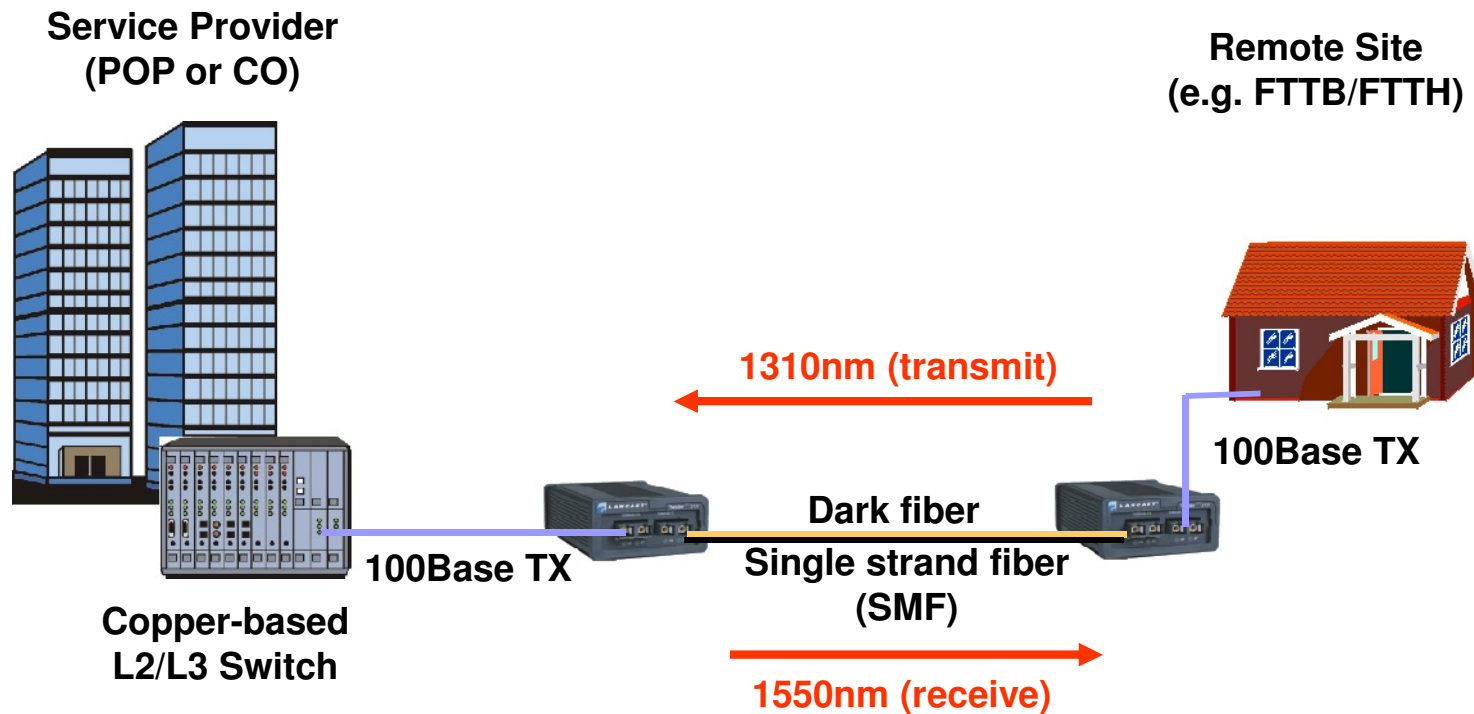 Service Provider
(POP or CO)
Remote Site
(e.g. FTTB/FTTH)
1310nm (transmit)
100Base TX
Dark fiber
100Base TX
Single strand fiber
(SMF)
Copper-based
L2/L3 Switch
1550nm (receive)